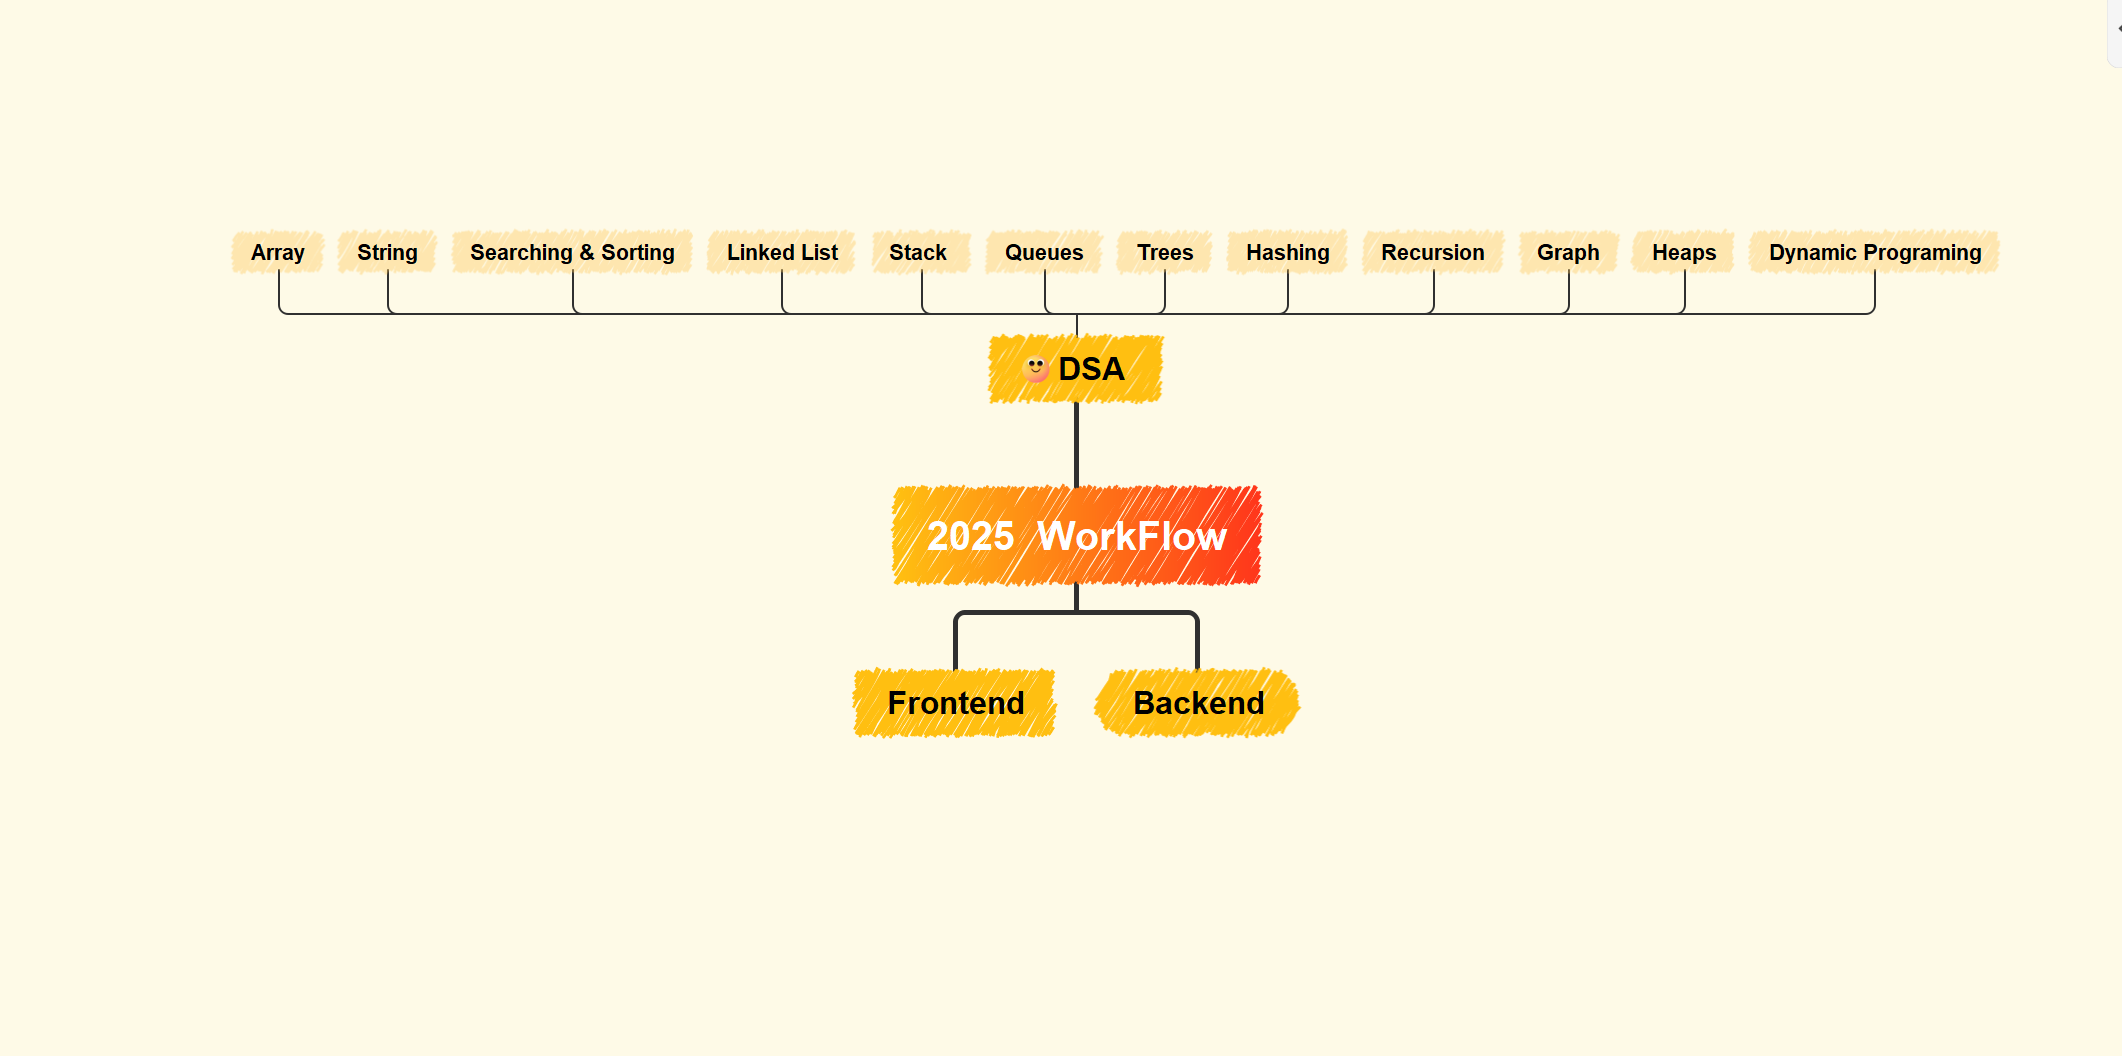 Array
String
Searching & Sorting
Linked List
Stack
Queues
Trees
Hashing
Recursion
Graph
Heaps
Dynamic Programing
DSA
2025 WorkFlow
Frontend
Backend